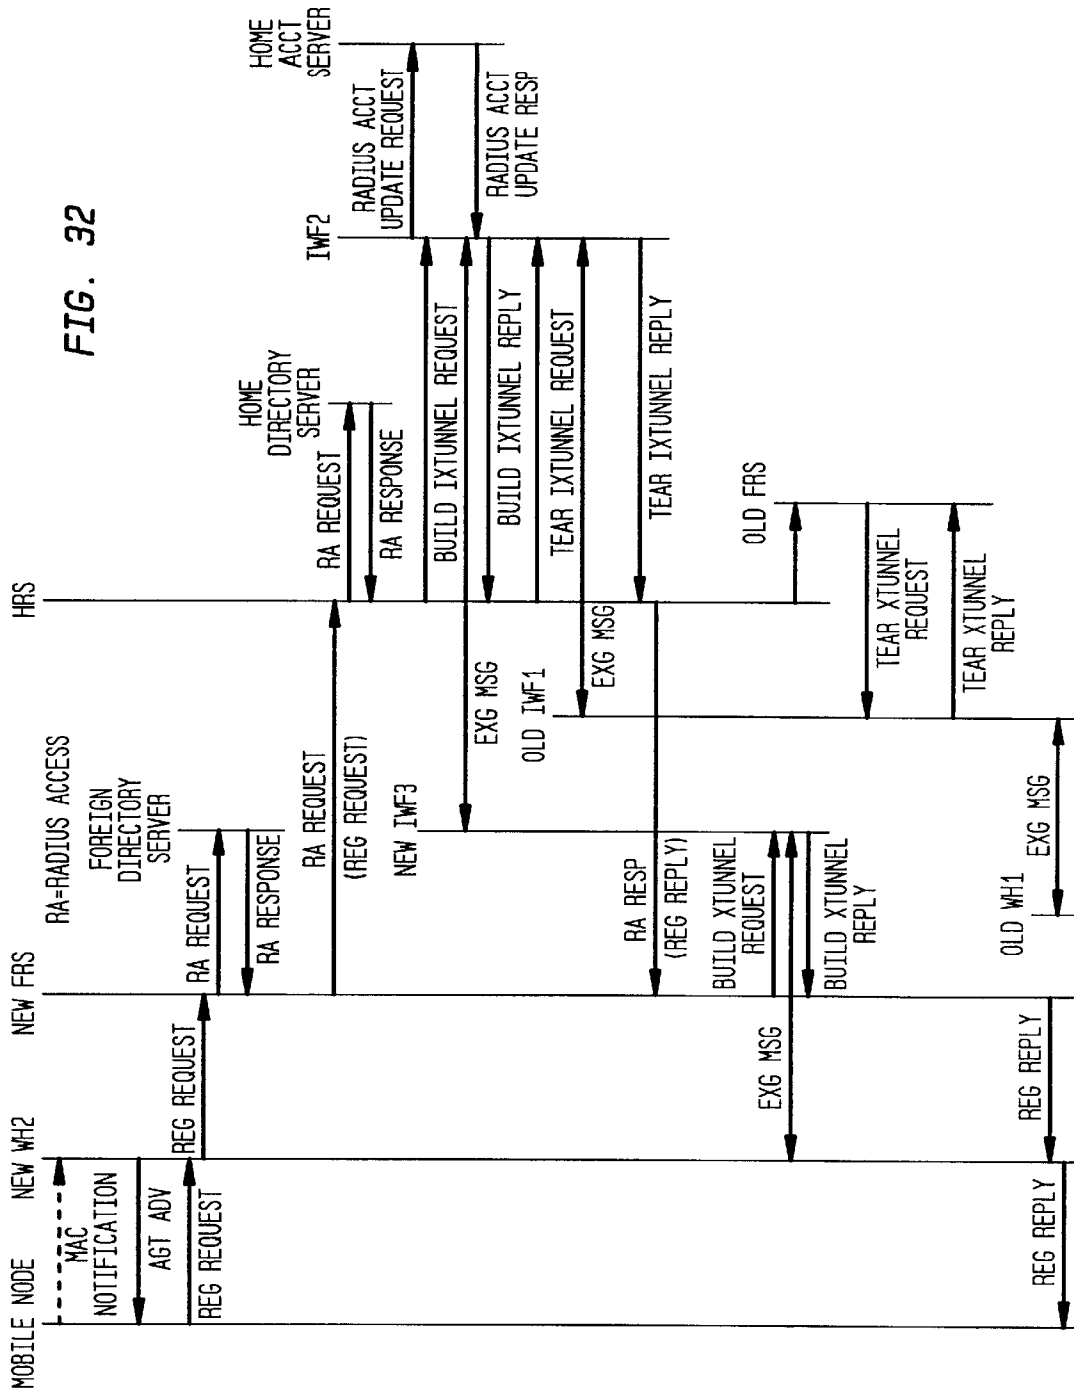 FIG. 32
RA=RADIUS ACCESS
MOBILE NODE
NEW WH2
NEW FRS
FOREIGN
DIRECTORY
SERVER
HRS
HOME
DIRECTORY
SERVER
IWF2
HOME
ACCT
SERVER
MAC
NOTIFICATION
AGT ADV
REG REQUEST
REG REQUEST
RA REQUEST
RA RESPONSE
RA REQUEST
(REG REQUEST)
RA REQUEST
RA RESPONSE
RADIUS ACCT
UPDATE REQUEST
RADIUS ACCT
UPDATE RESP
BUILD IXTUNNEL REQUEST
NEW IWF3
EXG MSG
BUILD IXTUNNEL REPLY
TEAR IXTUNNEL REQUEST
OLD IWF1
EXG MSG
TEAR IXTUNNEL REPLY
RA RESP
(REG REPLY)
OLD FRS
BUILD XTUNNEL
REQUEST
EXG MSG
BUILD XTUNNEL
REPLY
TEAR XTUNNEL
REQUEST
TEAR XTUNNEL
REPLY
OLD WH1
EXG MSG
REG REPLY
REG REPLY